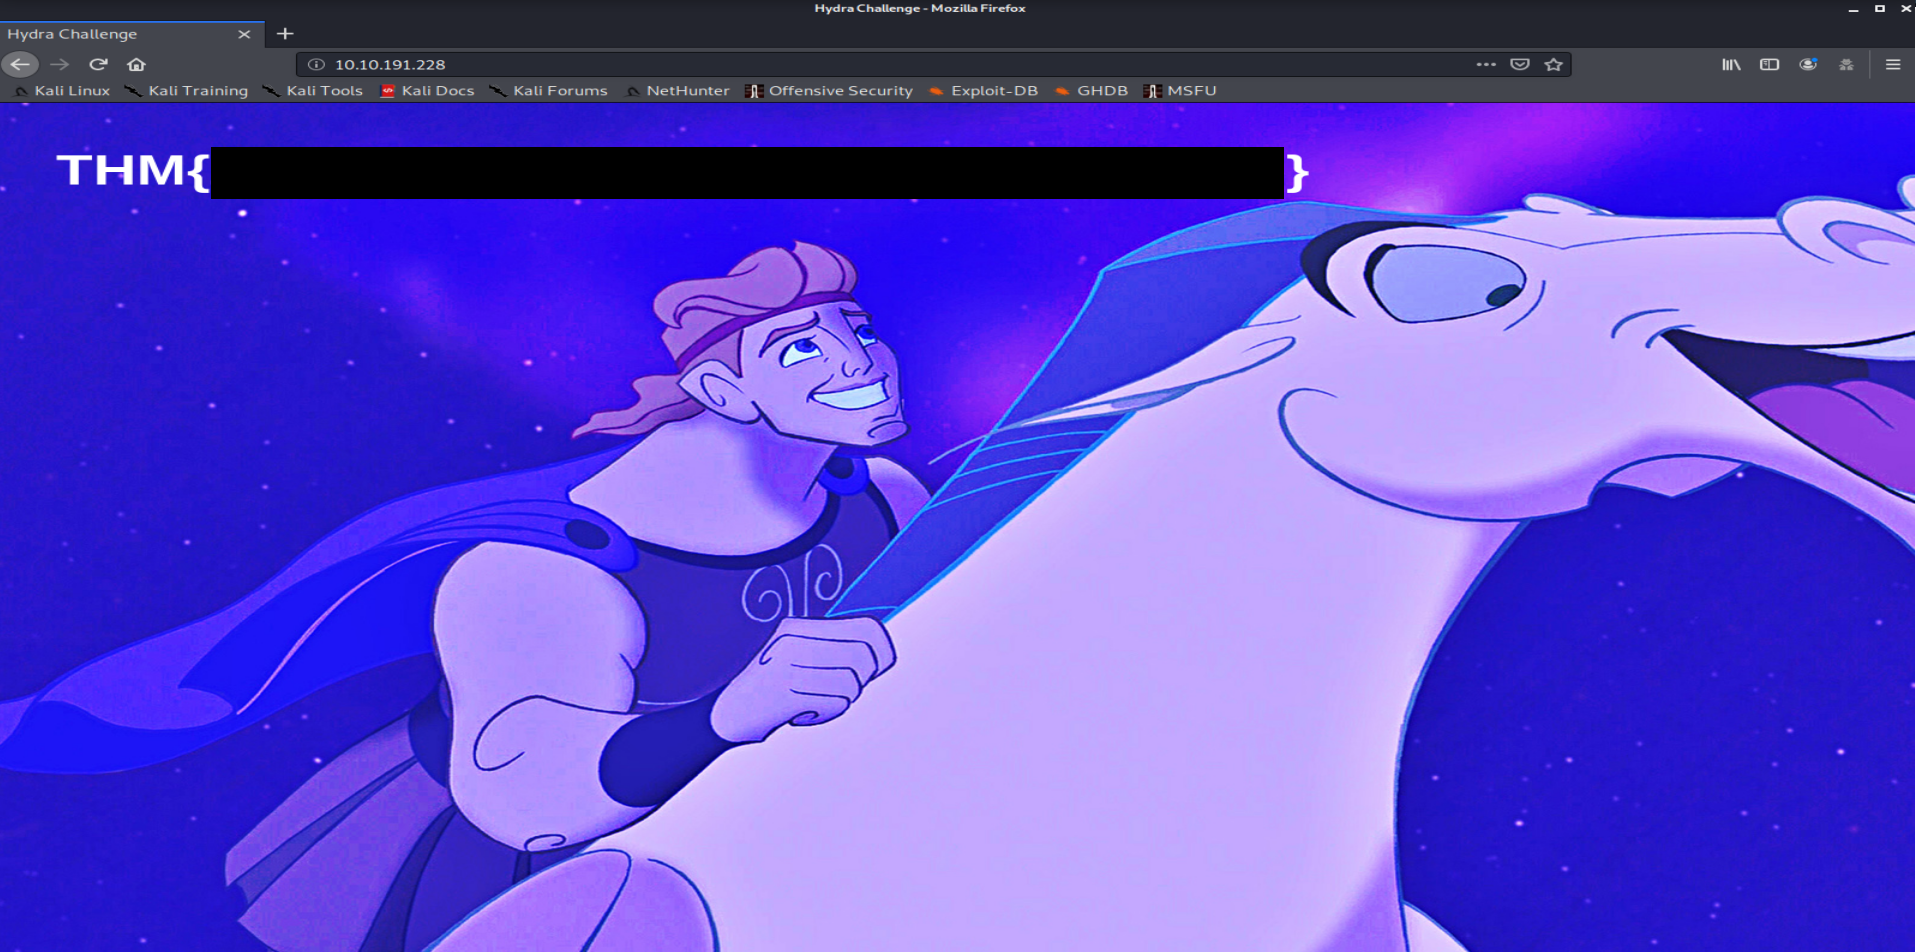 Hydra Challenge - Mozilla Firefox
Hydra Challenge
10.10.191.228
Kali Linux Kali Training Kali Tools Kali Docs Kali Forums NetHunter Offensive Security Exploit-DB GHDB MSFU
THM{ }